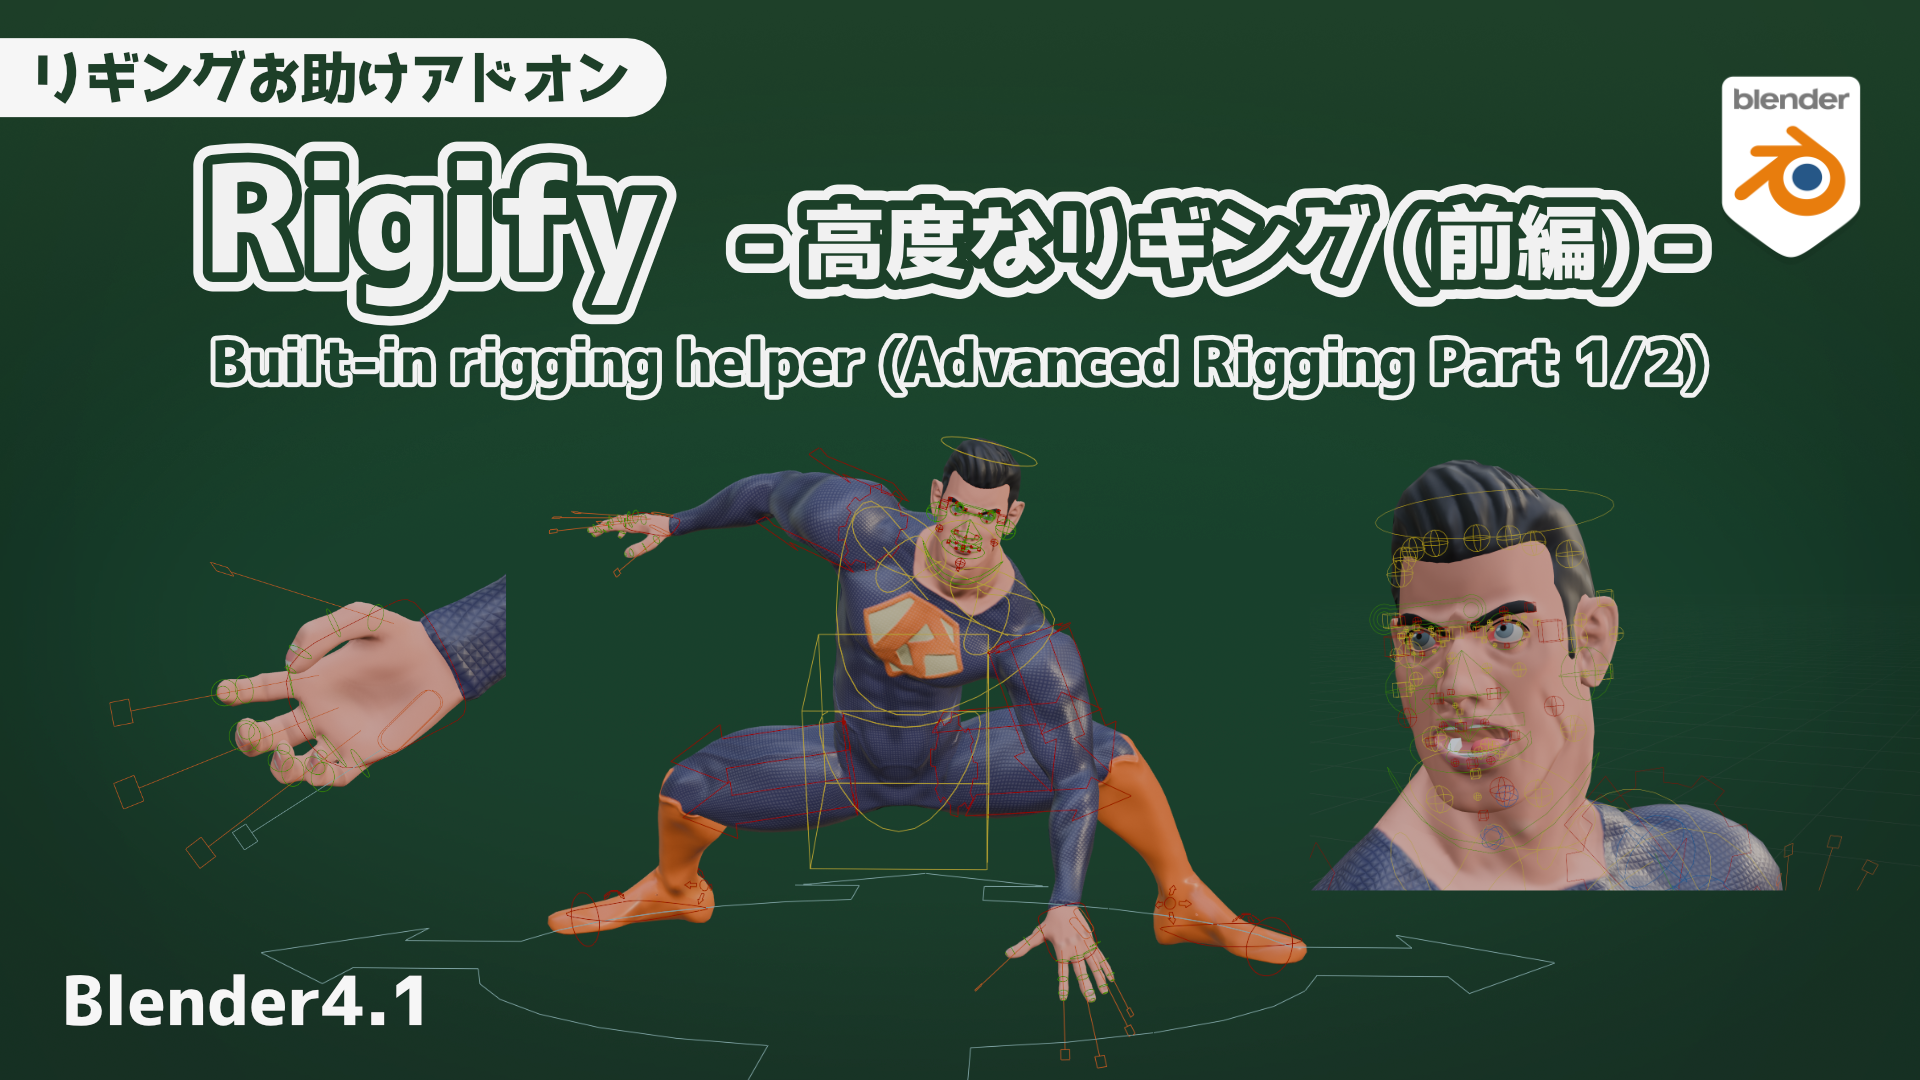 リギングお助けアドオン
blender
Rigify -高度なリギング(前編)-
Built-in rigging helper (Advanced Rigging Part 1/2)
Blender4.1